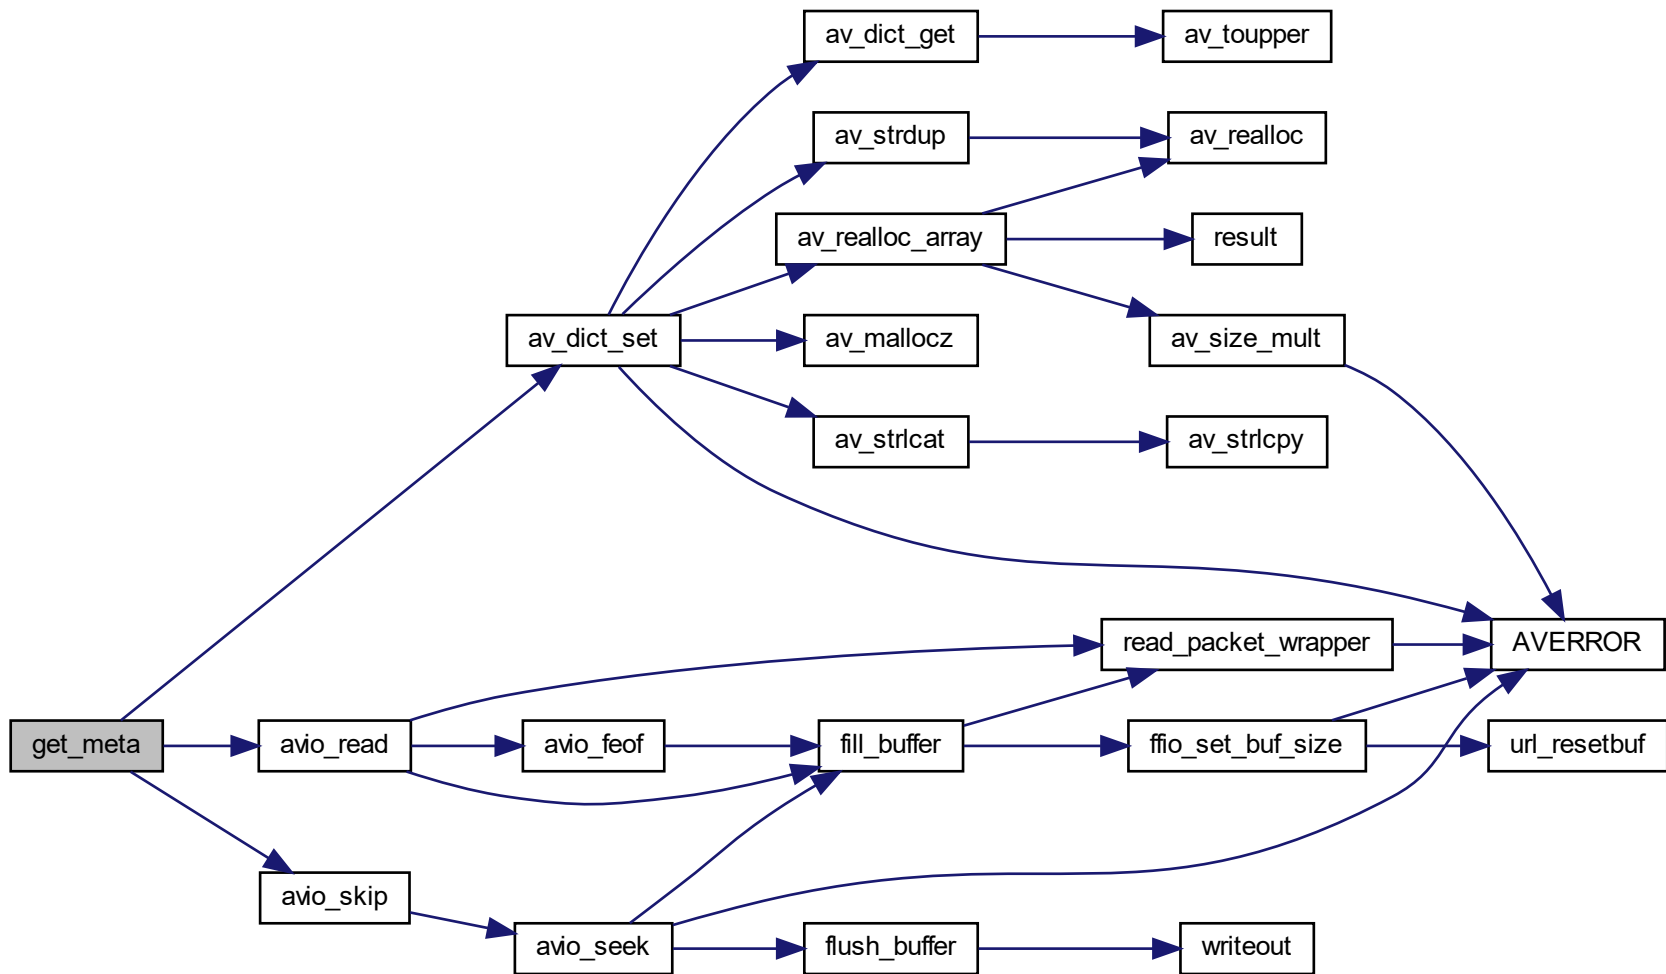 av_dict_get
av_toupper
av_strdup
av_realloc
av_realloc_array
result
av_dict_set
av_mallocz
av_size_mult
av_strlcat
av_strlcpy
read_packet_wrapper
AVERROR
get_meta
avio_read
avio_feof
fill_buffer
ffio_set_buf_size
url_resetbuf
avio_skip
avio_seek
flush_buffer
writeout